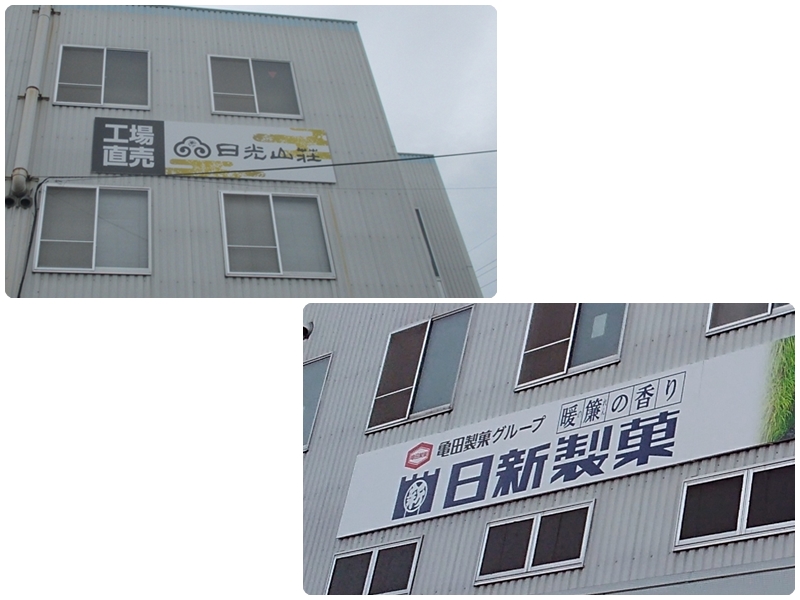 工場
直売
日光山荘
亀田製菓グループ
暖簾の香り
日新製菓
新